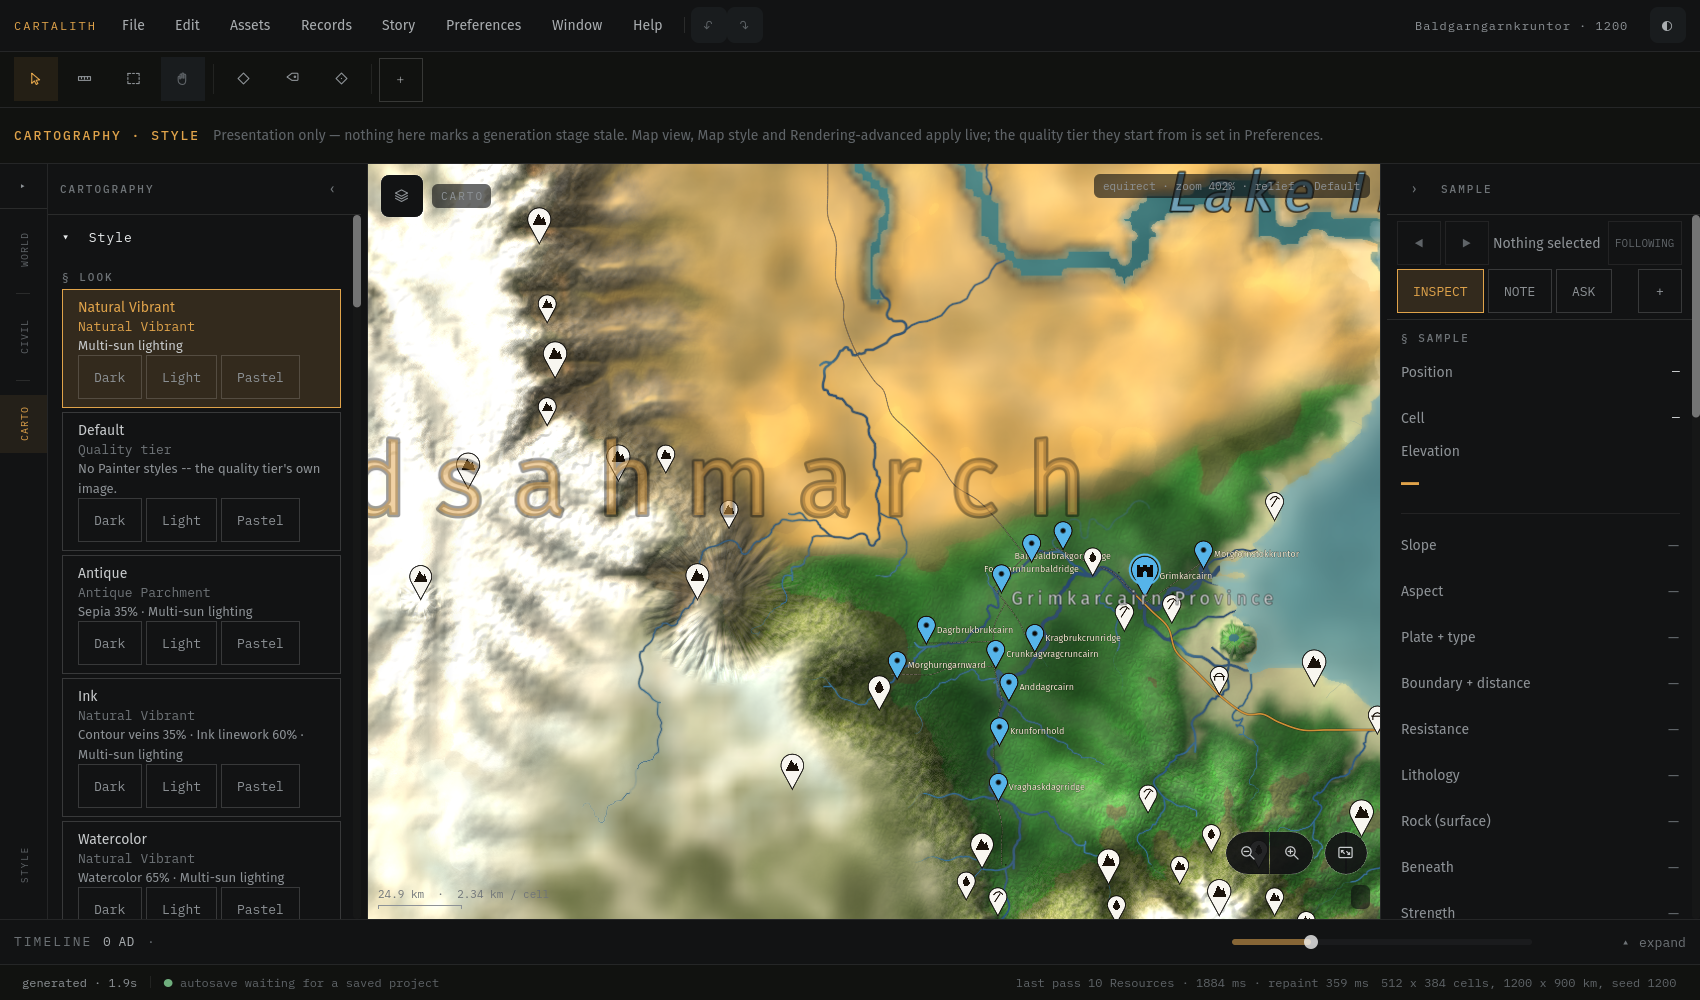 CARTALITH File Edit Assets Records Story Preferences Window Help Baldgarngarnkruntor · 1200
CARTOGRAPHY · STYLE Presentation only — nothing here marks a generation stage stale. Map view, Map style and Rendering-advanced apply live; the quality tier they start from is set in Preferences.
WORLD
CIVIL
CARTO
STYLE
CARTOGRAPHY
Style
§ LOOK
Natural Vibrant
Natural Vibrant
Multi-sun lighting
Dark Light Pastel
Default
Quality tier
No Painter styles -- the quality tier's own
image.
Dark Light Pastel
Antique
Antique Parchment
Sepia 35% · Multi-sun lighting
Dark Light Pastel
Ink
Natural Vibrant
Contour veins 35% · Ink linework 60% ·
Multi-sun lighting
Dark Light Pastel
Watercolor
Natural Vibrant
Watercolor 65% · Multi-sun lighting
Dark Light Pastel
CARTO
equirect · zoom 402% · relief · Default
Lake
dsahmarch
Grimkarcairn
Grimkarcairn Province
Dagrbrukbrukcairn
Kragbrukcrunridge
Crunkragvragcruncairn
Morghurngarnward
Anddagrcairn
Krunfornhold
Vraghaskdagrridge
24.9 km · 2.34 km / cell
SAMPLE
Nothing selected FOLLOWING
INSPECT NOTE ASK +
§ SAMPLE
Position —
Cell —
Elevation
—
Slope —
Aspect —
Plate + type —
Boundary + distance —
Resistance —
Lithology —
Rock (surface) —
Beneath —
Strength —
TIMELINE 0 AD · expand
generated · 1.9s autosave waiting for a saved project last pass 10 Resources · 1884 ms · repaint 359 ms 512 x 384 cells, 1200 x 900 km, seed 1200